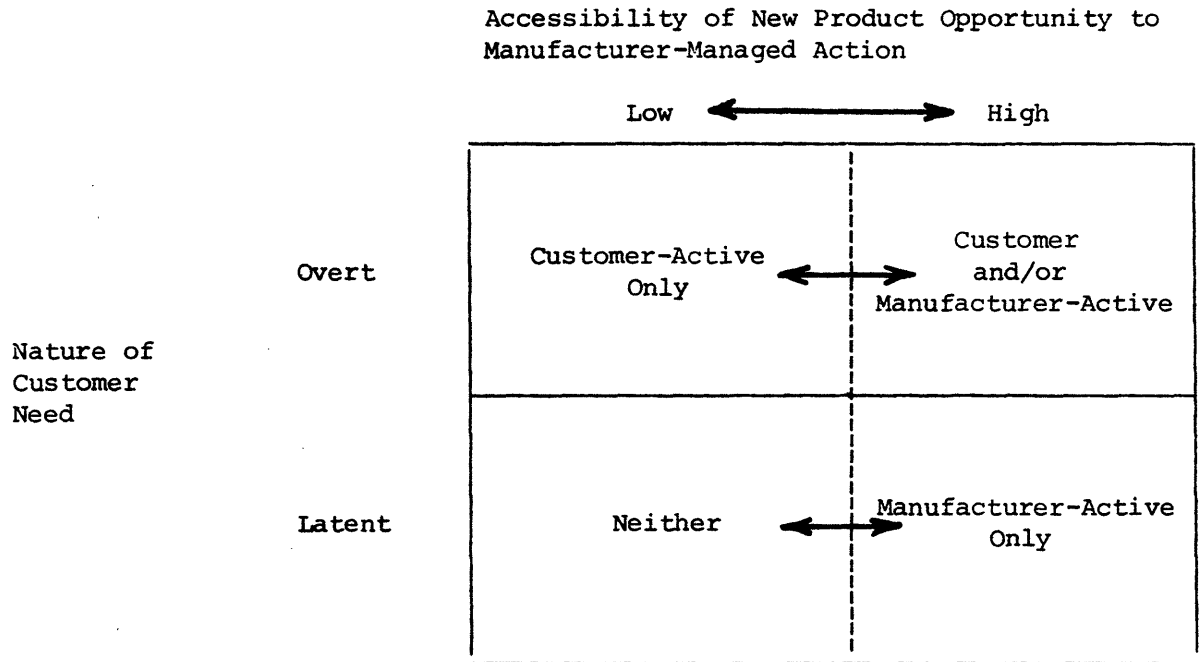 Accessibility of New Product Opportunity to
Manufacturer-Managed Action
Low High
Customer-Active
Only
Customer
and/or
Manufacturer-Active
Overt
Nature of
Customer
Need
Latent
Neither
Manufacturer-Active
Only